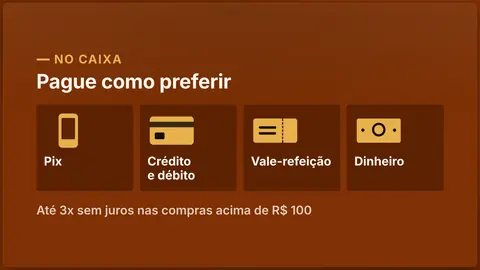 NO CAIXA
Pague como preferir
Pix
Crédito
e débito
Vale-refeição
Dinheiro
Até 3x sem juros nas compras acima de R$ 100